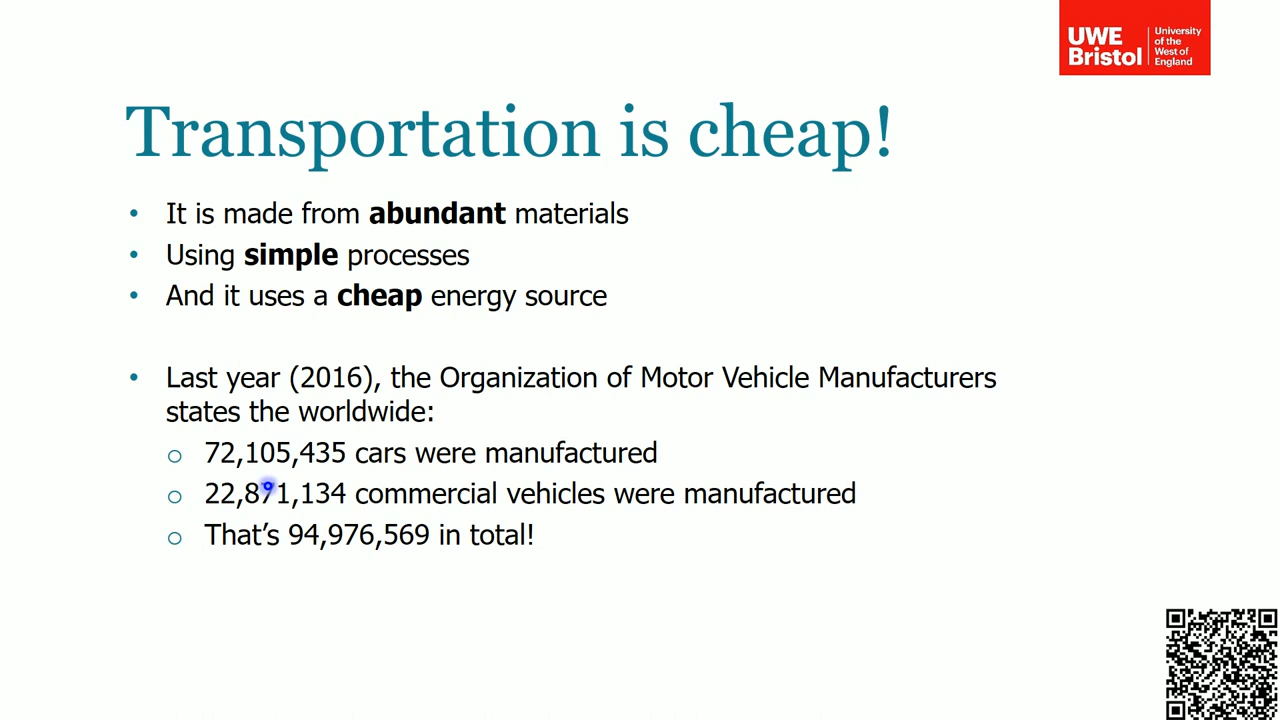 UWE Bristol
University of the West of England
Transportation is cheap!
• It is made from abundant materials
• Using simple processes
• And it uses a cheap energy source
• Last year (2016), the Organization of Motor Vehicle Manufacturers
states the worldwide:
o 72,105,435 cars were manufactured
o 22,871,134 commercial vehicles were manufactured
o That's 94,976,569 in total!